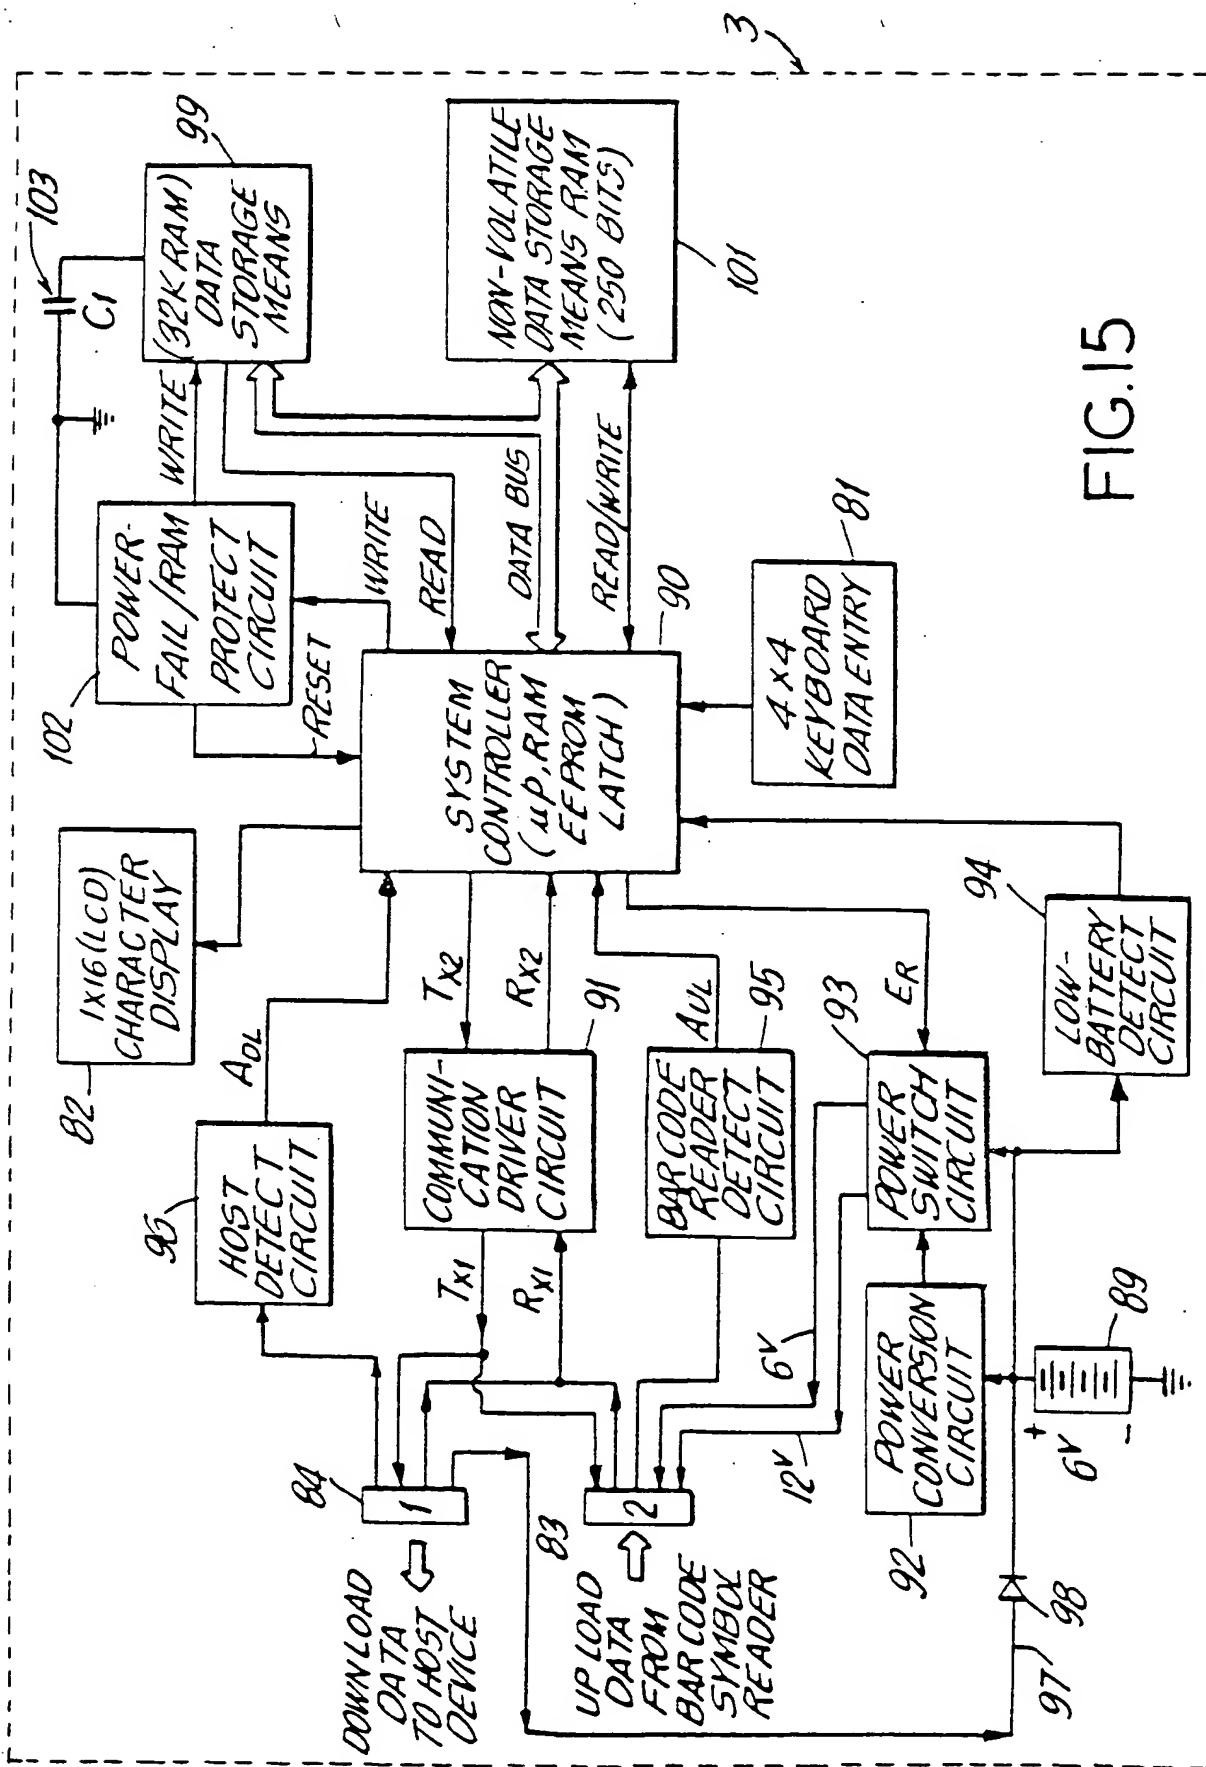 3
103
C1
99
(32K RAM)
DATA
STORAGE
MEANS
102
POWER-
FAIL/RAM
PROTECT
CIRCUIT
WRITE
RESET
WRITE
READ
DATA BUS
READ/WRITE
NON-VOLATILE
DATA STORAGE
MEANS RAM
(250 BITS)
101
82
1X16(LCD)
CHARACTER
DISPLAY
SYSTEM
CONTROLLER
(µP,RAM
EEPROM
LATCH)
90
4X4
KEYBOARD
DATA ENTRY
81
96
HOST
DETECT
CIRCUIT
ADL
COMMUNI-
CATION
DRIVER
CIRCUIT
91
TX2
RX2
TX1
RX1
BAR CODE
READER
DETECT
CIRCUIT
95
AUL
ER
93
POWER
SWITCH
CIRCUIT
94
LOW-
BATTERY
DETECT
CIRCUIT
84
1
DOWNLOAD
DATA
TO HOST
DEVICE
83
2
UP LOAD
DATA
FROM
BAR CODE
SYMBOL
READER
6V
12V
92
POWER
CONVERSION
CIRCUIT
+
6V
-
89
98
97
FIG.15